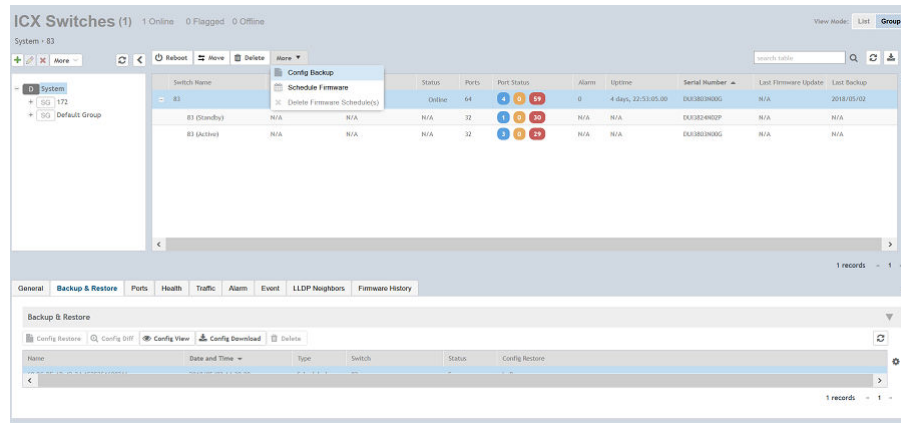 ICX Switches (1) 1 Online 0 Flagged 0 Offline View Mode: List Group
System > 83
More Reboot Move Delete More search table
Config Backup
Schedule Firmware
Delete Firmware Schedule(s)
D System
SG 172
SG Default Group
Switch Name Status Ports Port Status Alarm Uptime Serial Number Last Firmware Update Last Backup
83 Online 64 4 0 59 0 4 days, 22:53:05.00 N/A 2018/05/02
83 (Standby) N/A N/A N/A 32 1 0 30 N/A N/A N/A N/A
83 (Active) N/A N/A N/A 32 3 0 29 N/A N/A N/A N/A
1 records 1
General Backup & Restore Ports Health Traffic Alarm Event LLDP Neighbors Firmware History
Backup & Restore
Config Restore Config Diff Config View Config Download Delete
Name Date and Time Type Switch Status Config Restore
1 records 1